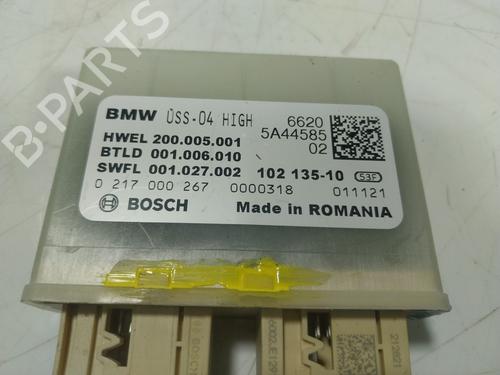 B-PARTS
BMW USS-04 HIGH 6620
5A44585
02
HWEL 200.005.001
BTLD 001.006.010
SWFL 001.027.002 102 135-10 53F
0 217 000 267 0000318 011121
BOSCH Made in ROMANIA